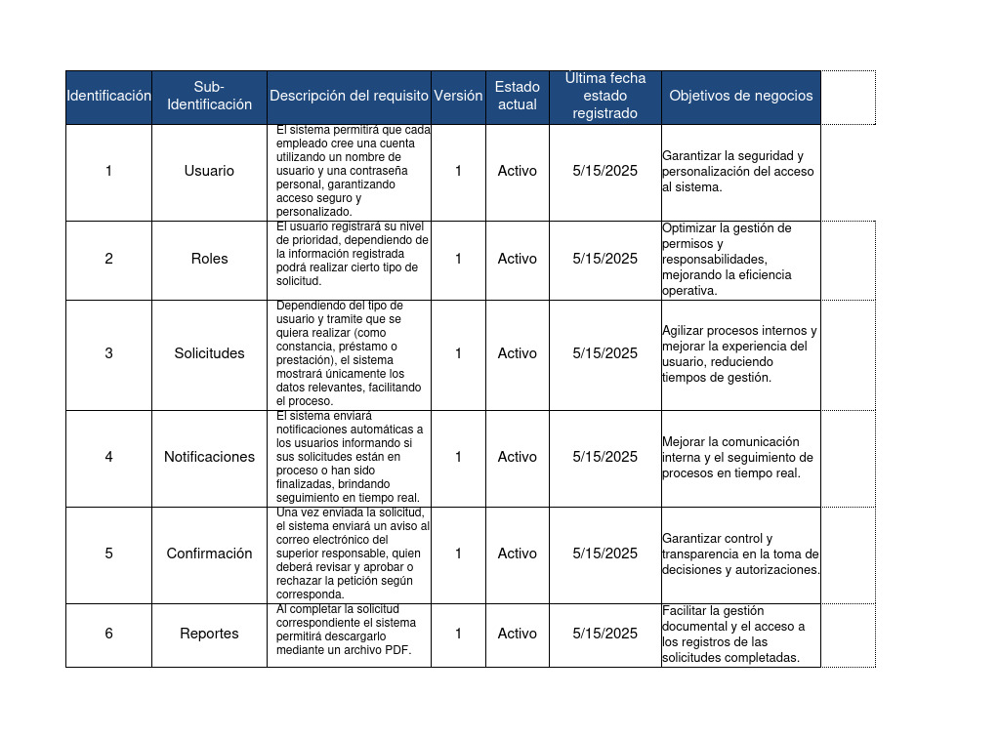 Identificación
Sub-
Identificación
Descripción del requisito
Versión
Estado
actual
Última fecha
estado
registrado
Objetivos de negocios
1
Usuario
El sistema permitirá que cada
empleado cree una cuenta
utilizando un nombre de
usuario y una contraseña
personal, garantizando
acceso seguro y
personalizado.
1
Activo
5/15/2025
Garantizar la seguridad y
personalización del acceso
al sistema.
2
Roles
El usuario registrará su nivel
de prioridad, dependiendo de
la información registrada
podrá realizar cierto tipo de
solicitud.
1
Activo
5/15/2025
Optimizar la gestión de
permisos y
responsabilidades,
mejorando la eficiencia
operativa.
3
Solicitudes
Dependiendo del tipo de
usuario y tramite que se
quiera realizar (como
constancia, préstamo o
prestación), el sistema
mostrará únicamente los
datos relevantes, facilitando
el proceso.
1
Activo
5/15/2025
Agilizar procesos internos y
mejorar la experiencia del
usuario, reduciendo
tiempos de gestión.
4
Notificaciones
El sistema enviará
notificaciones automáticas a
los usuarios informando si
sus solicitudes están en
proceso o han sido
finalizadas, brindando
seguimiento en tiempo real.
1
Activo
5/15/2025
Mejorar la comunicación
interna y el seguimiento de
procesos en tiempo real.
5
Confirmación
Una vez enviada la solicitud,
el sistema enviará un aviso al
correo electrónico del
superior responsable, quien
deberá revisar y aprobar o
rechazar la petición según
corresponda.
1
Activo
5/15/2025
Garantizar control y
transparencia en la toma de
decisiones y autorizaciones.
6
Reportes
Al completar la solicitud
correspondiente el sistema
permitirá descargarlo
mediante un archivo PDF.
1
Activo
5/15/2025
Facilitar la gestión
documental y el acceso a
los registros de las
solicitudes completadas.